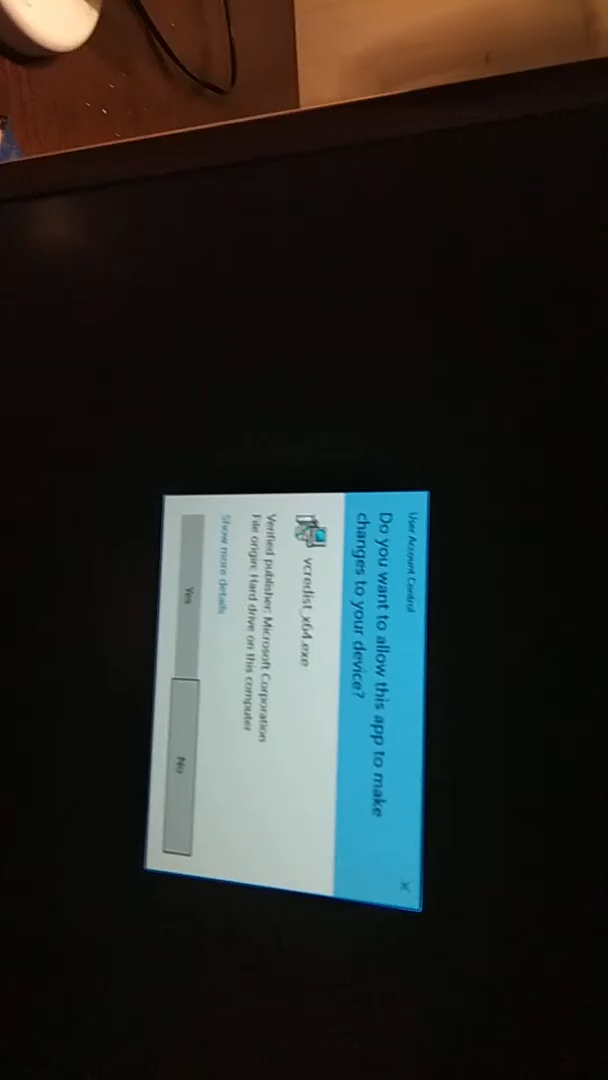 User Account Control
Do you want to allow this app to make
changes to your device?
vcredist_x64.exe
Verified publisher: Microsoft Corporation
File origin: Hard drive on this computer
Show more details
Yes
No